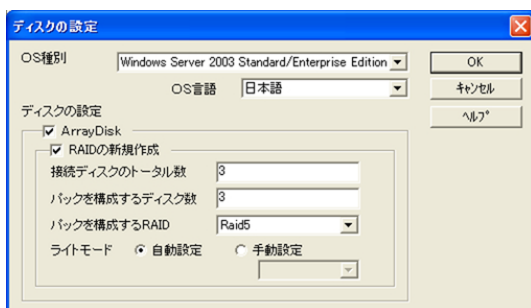 ディスクの設定
OS種別 Windows Server 2003 Standard/Enterprise Edition OK
OS言語 日本語 キャンセル
ディスクの設定 ヘルプ
ArrayDisk
RAIDの新規作成
接続ディスクのトータル数 3
パックを構成するディスク数 3
パックを構成するRAID Raid5
ライトモード 自動設定 手動設定